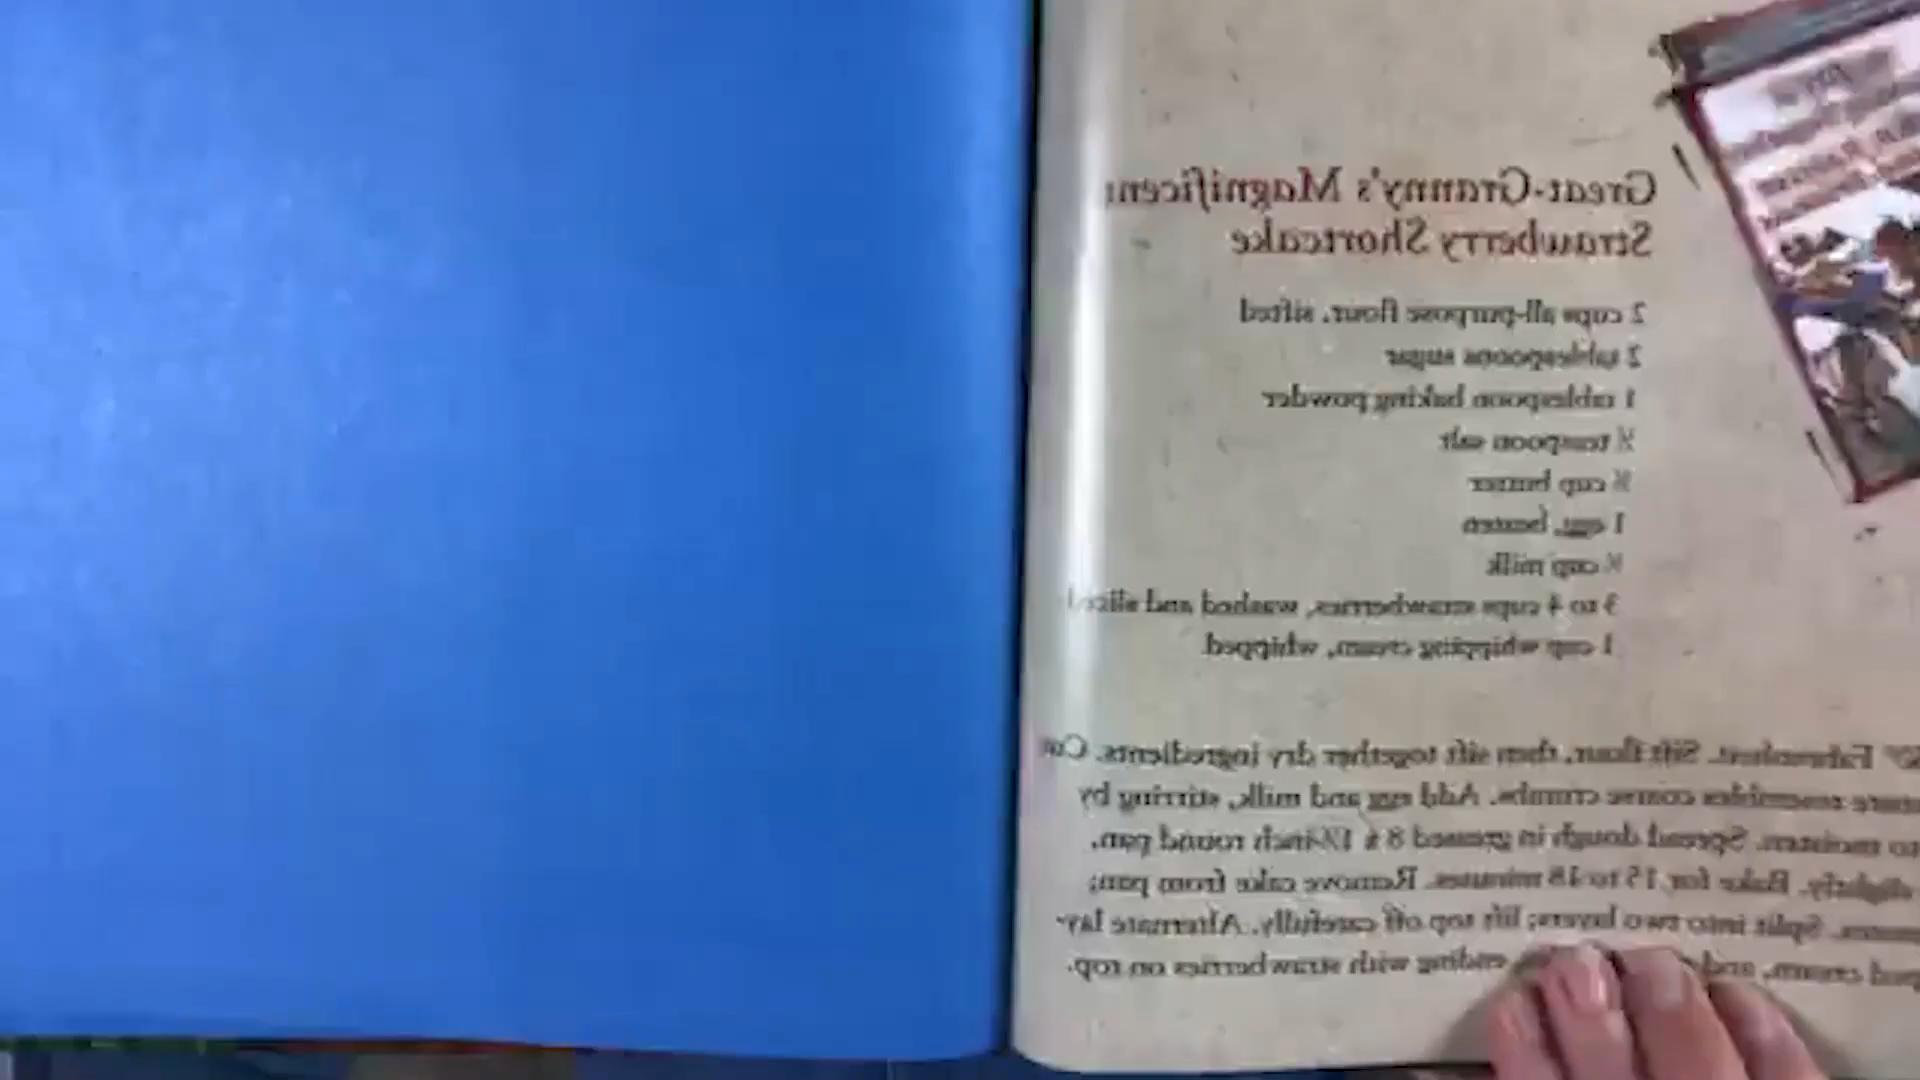 Great-Granny's Magnificent
Strawberry Shortcake
2 cups all-purpose flour, sifted
2 tablespoons sugar
1 tablespoon baking powder
teaspoon salt
cup butter
1 egg, beaten
cup milk
3 to 4 cups strawberries, washed and sliced
1 cup whipping cream, whipped
Fahrenheit. Sift flour, then sift together dry ingredients. Cut
resembles coarse crumbs. Add egg and milk, stirring by
to moisten. Spread dough in greased 8 x 1½-inch round pan,
slightly. Bake for 15 to 18 minutes. Remove cake from pan;
Split into two layers; lift top off carefully. Alternate lay-
cream, and ending with strawberries on top.